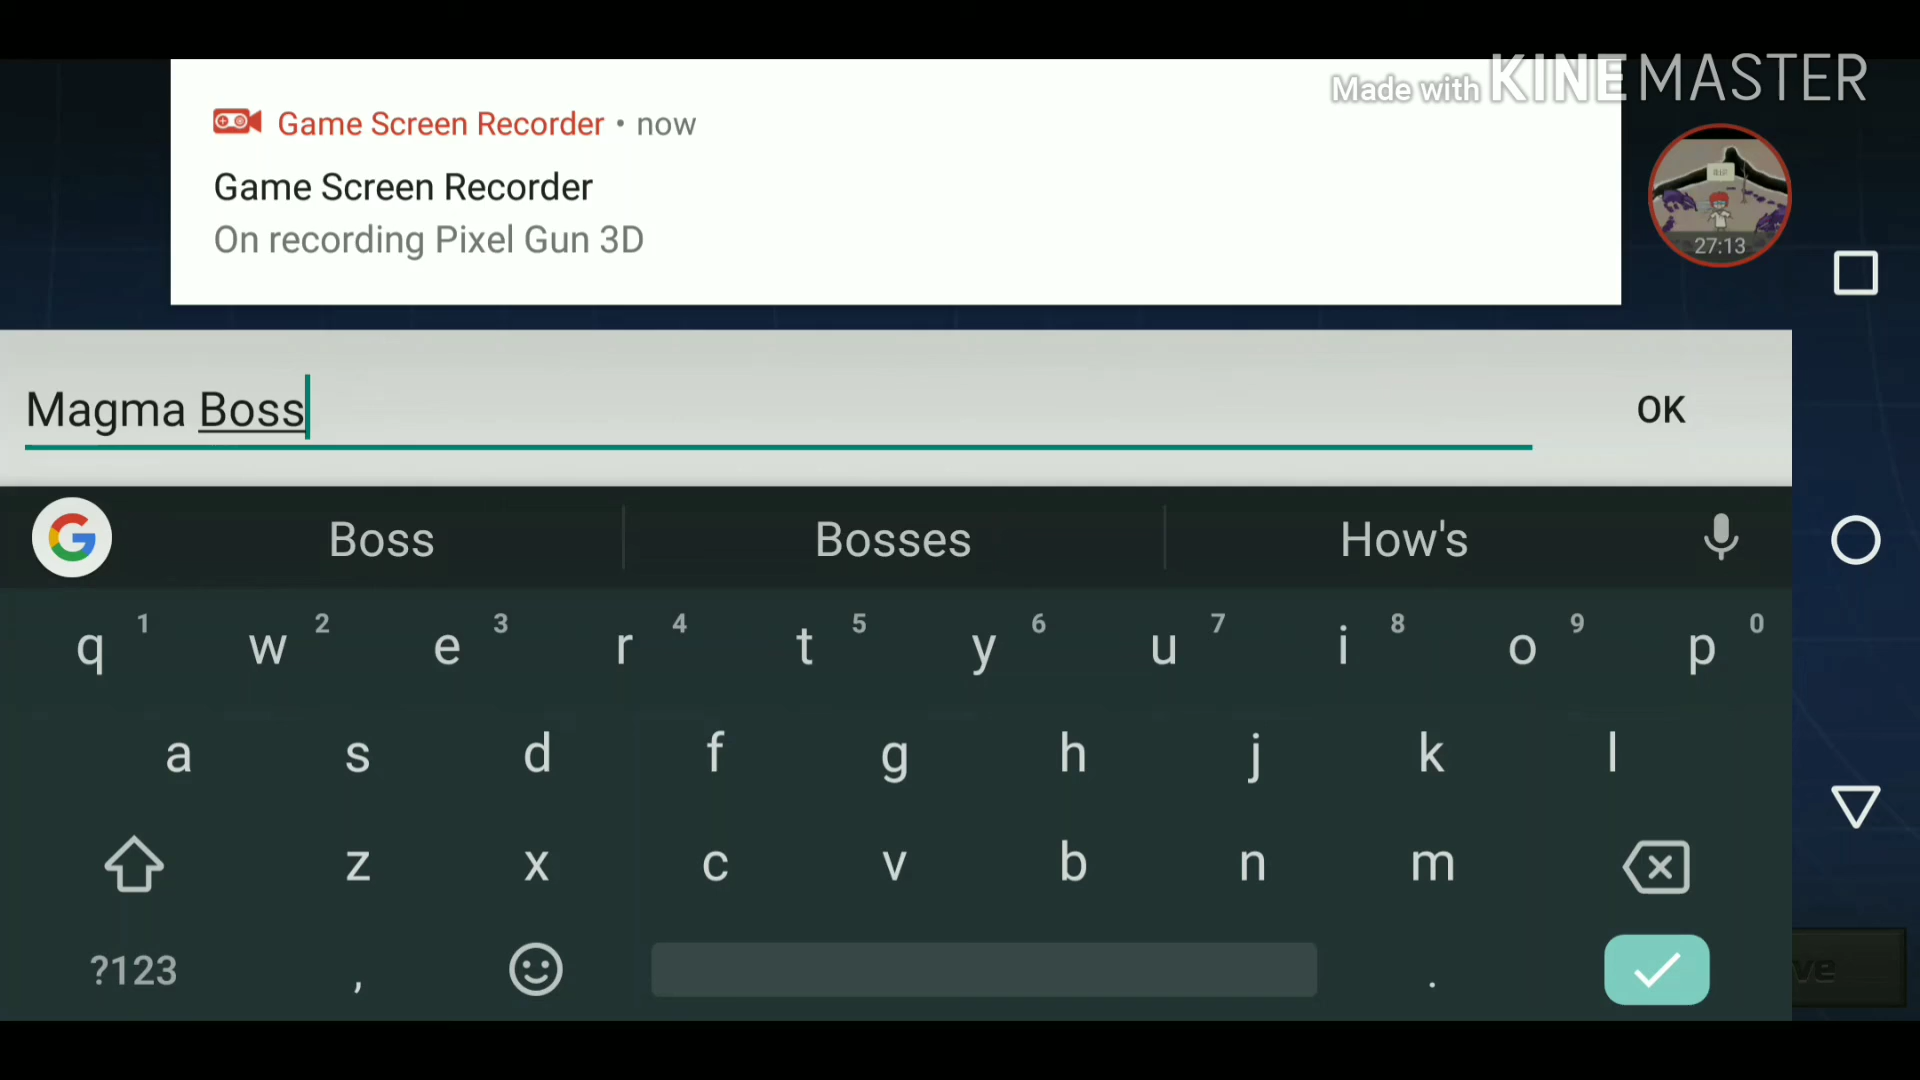 Made with KINEMASTER
Game Screen Recorder • now
Game Screen Recorder
On recording Pixel Gun 3D
27:13
Magma Boss
OK
G Boss Bosses How's
q 1 w 2 e 3 r 4 t 5 y 6 u 7 i 8 o 9 p 0
a s d f g h j k l
z x c v b n m
?123 , .
ve